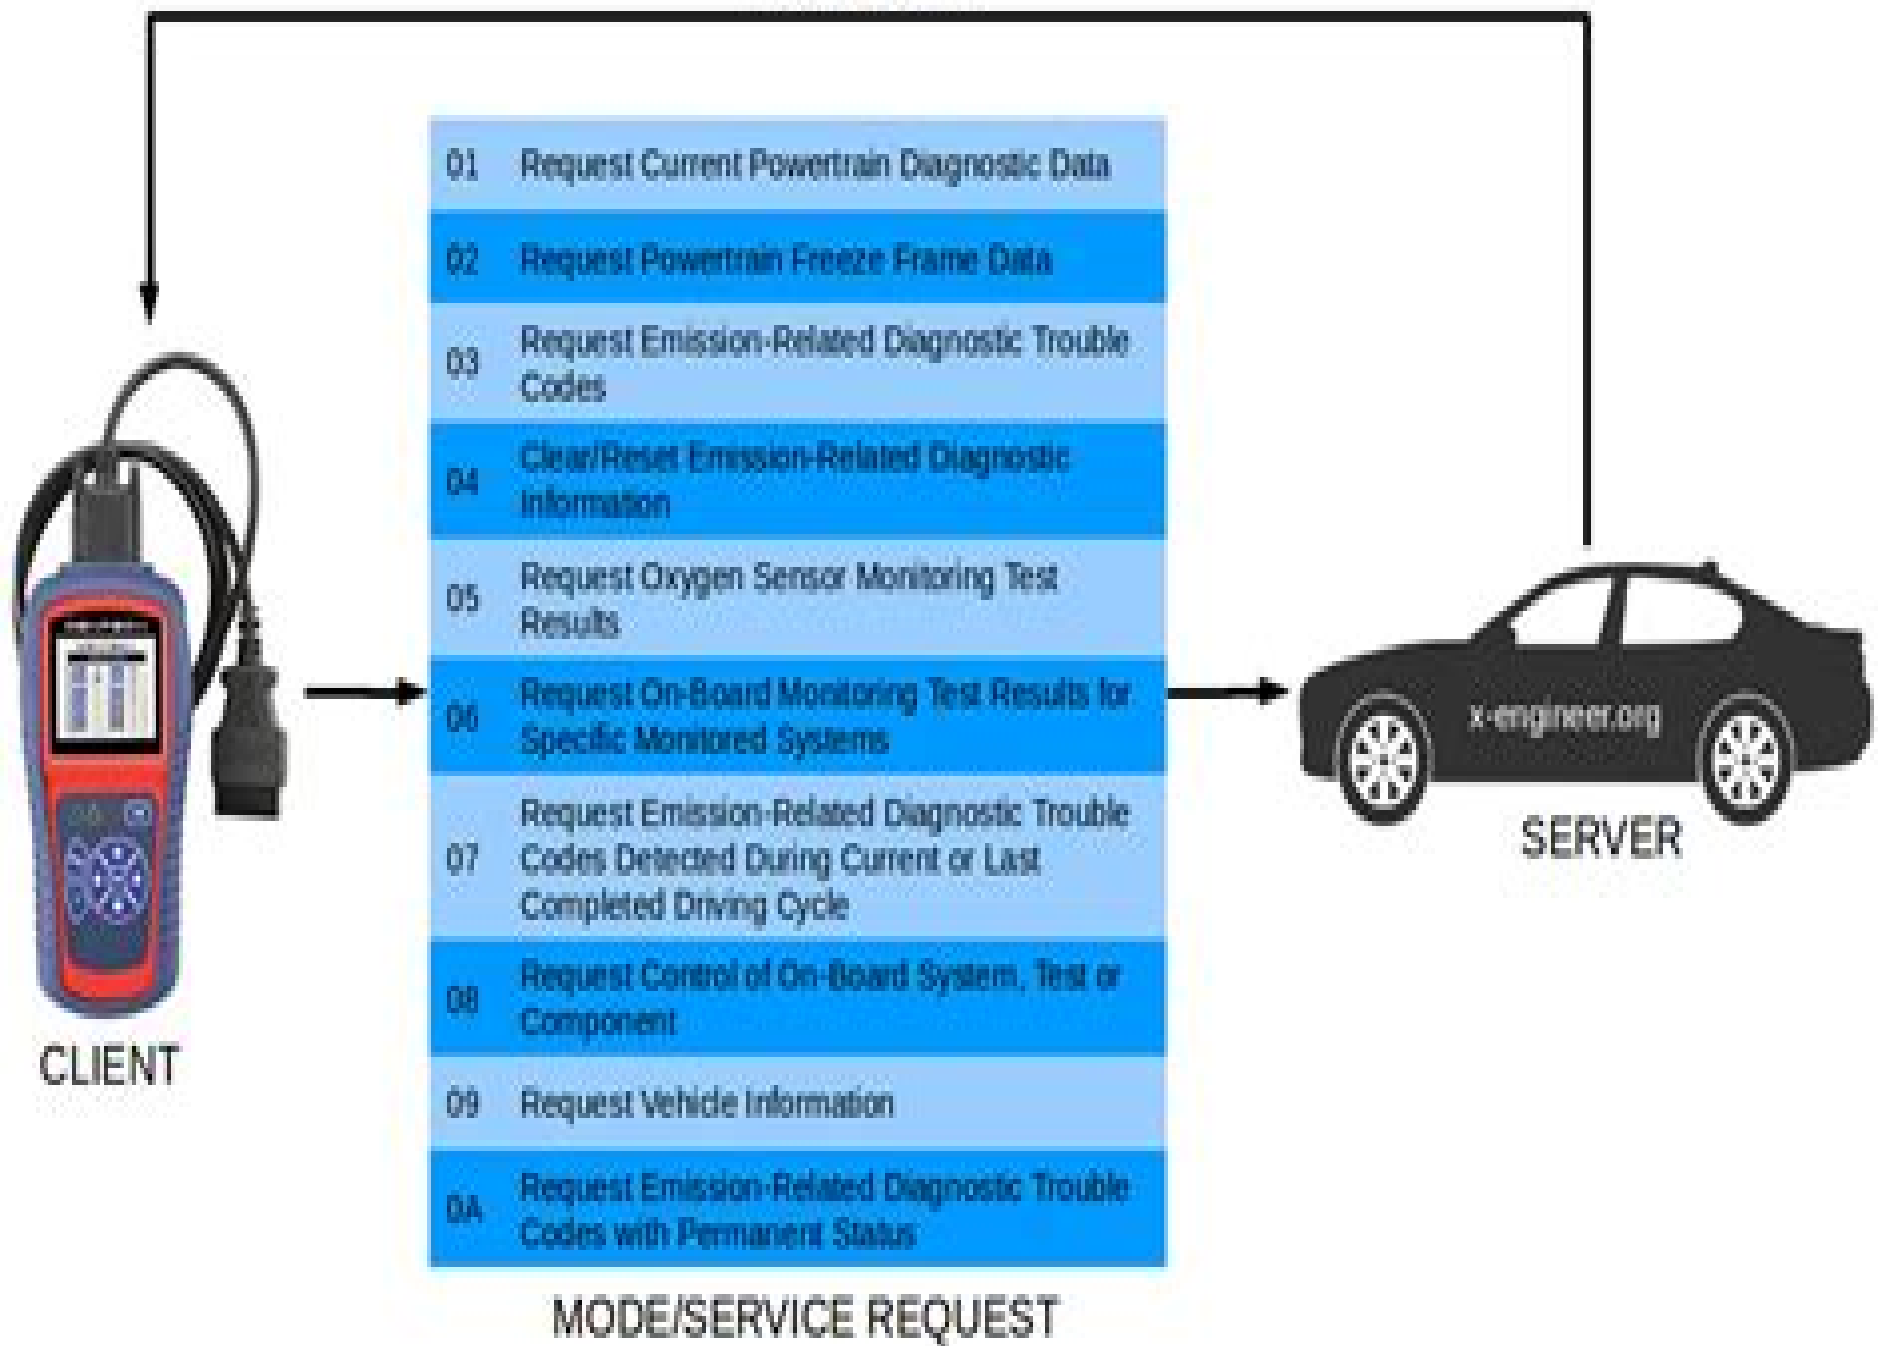 01 Request Current Powertrain Diagnostic Data
02 Request Powertrain Freeze Frame Data
03 Request Emission-Related Diagnostic Trouble
Codes
04 Clear/Reset Emission-Related Diagnostic
Information
05 Request Oxygen Sensor Monitoring Test
Results
06 Request On-Board Monitoring Test Results for
Specific Monitored Systems
07 Request Emission-Related Diagnostic Trouble
Codes Detected During Current or Last
Completed Driving Cycle
08 Request Control of On-Board System, Test or
Component
09 Request Vehicle Information
0A Request Emission-Related Diagnostic Trouble
Codes with Permanent Status
MODE/SERVICE REQUEST
CLIENT
x-engineer.org
SERVER